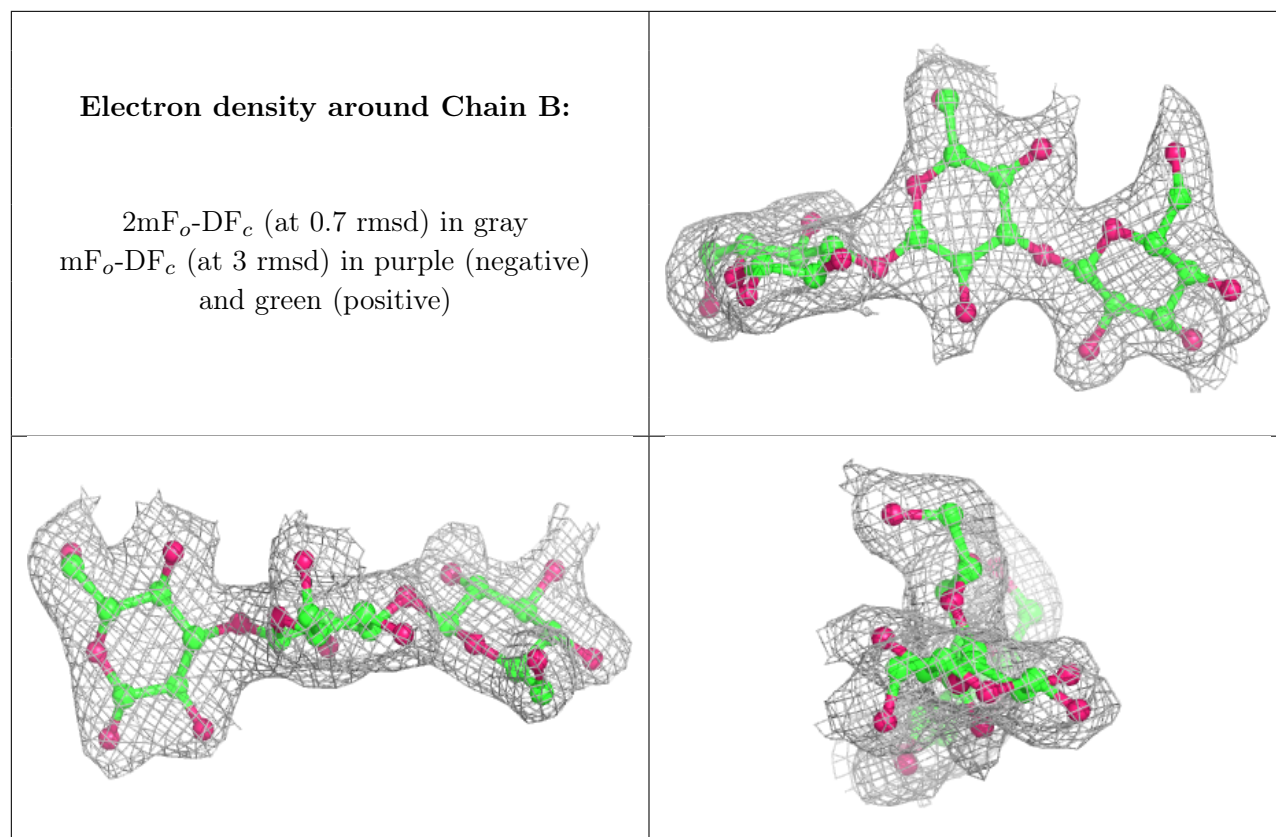 Electron density around Chain B:
2mFₒ-DF𝒸 (at 0.7 rmsd) in gray
mFₒ-DF𝒸 (at 3 rmsd) in purple (negative)
and green (positive)